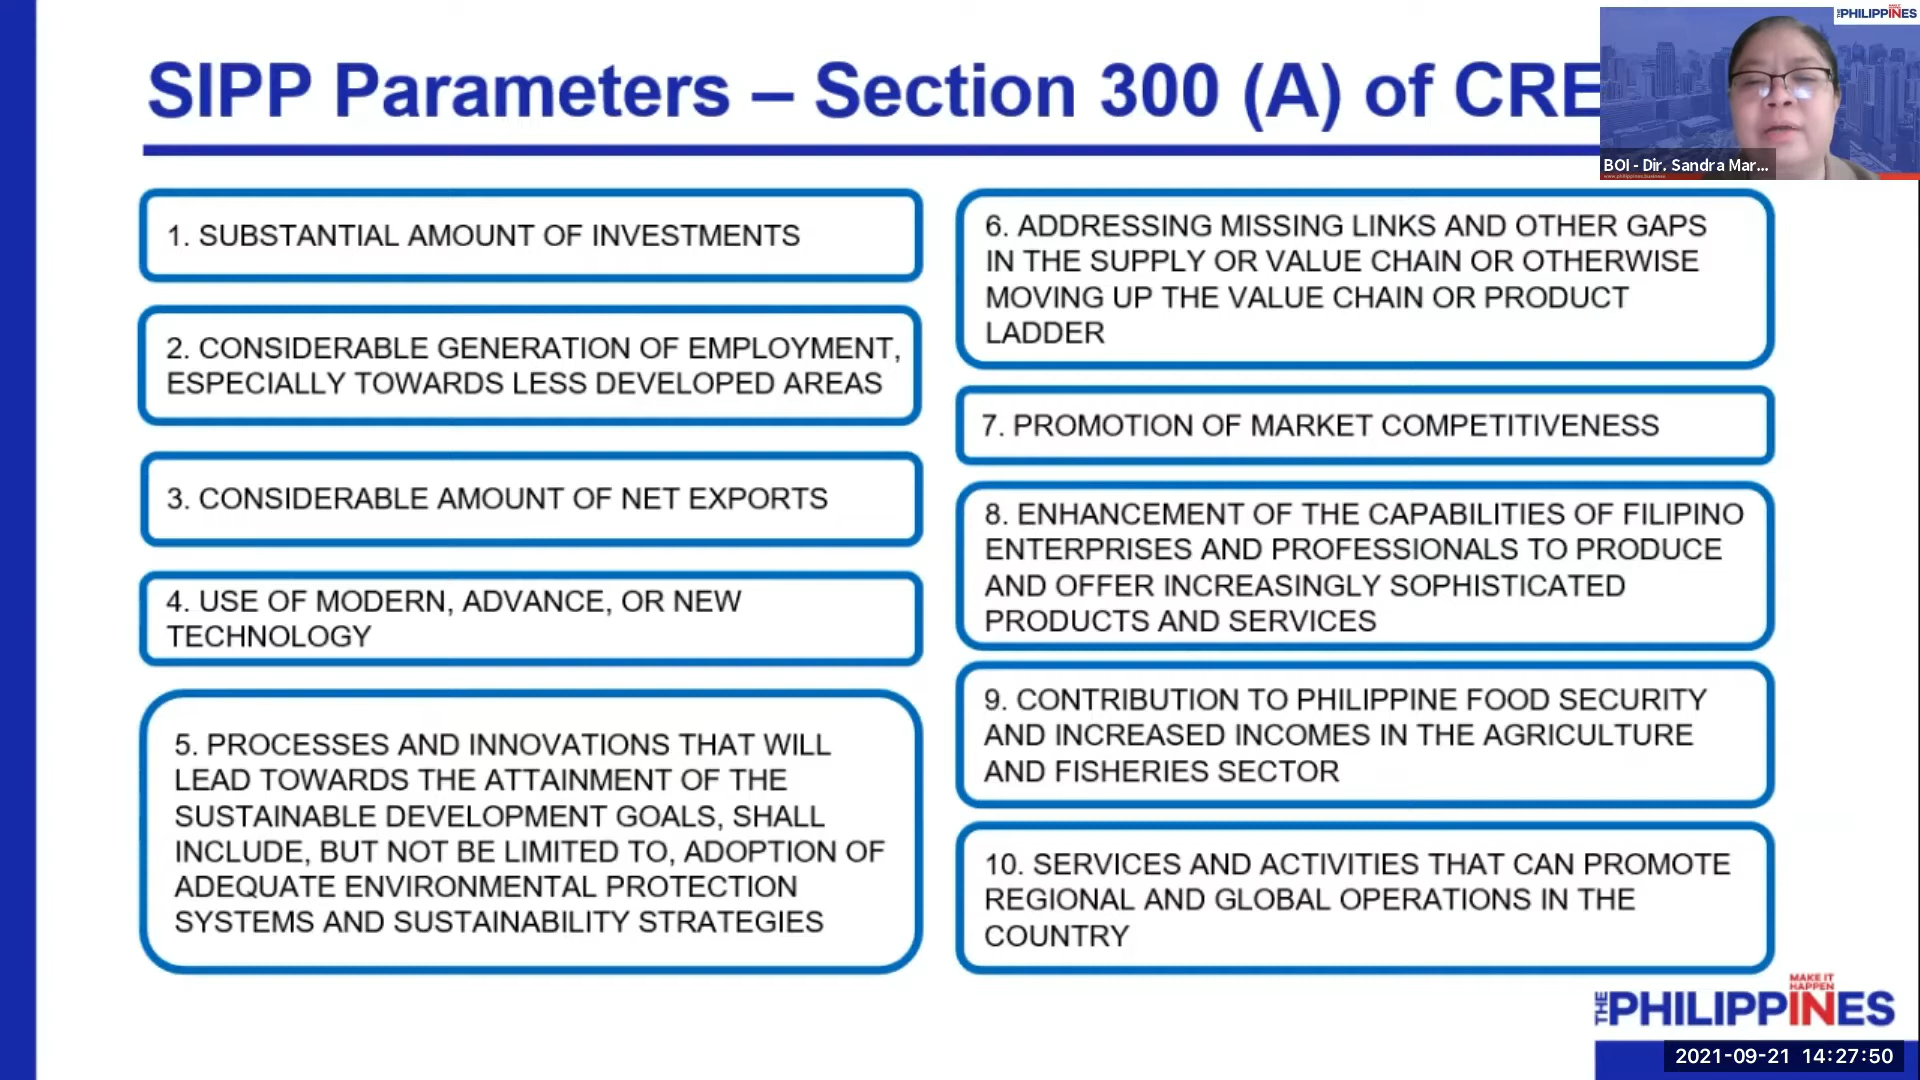 SIPP Parameters – Section 300 (A) of CRE
THE PHILIPPINES
BOI - Dir. Sandra Mar...
1. SUBSTANTIAL AMOUNT OF INVESTMENTS
2. CONSIDERABLE GENERATION OF EMPLOYMENT,
ESPECIALLY TOWARDS LESS DEVELOPED AREAS
3. CONSIDERABLE AMOUNT OF NET EXPORTS
4. USE OF MODERN, ADVANCE, OR NEW
TECHNOLOGY
5. PROCESSES AND INNOVATIONS THAT WILL
LEAD TOWARDS THE ATTAINMENT OF THE
SUSTAINABLE DEVELOPMENT GOALS, SHALL
INCLUDE, BUT NOT BE LIMITED TO, ADOPTION OF
ADEQUATE ENVIRONMENTAL PROTECTION
SYSTEMS AND SUSTAINABILITY STRATEGIES
6. ADDRESSING MISSING LINKS AND OTHER GAPS
IN THE SUPPLY OR VALUE CHAIN OR OTHERWISE
MOVING UP THE VALUE CHAIN OR PRODUCT
LADDER
7. PROMOTION OF MARKET COMPETITIVENESS
8. ENHANCEMENT OF THE CAPABILITIES OF FILIPINO
ENTERPRISES AND PROFESSIONALS TO PRODUCE
AND OFFER INCREASINGLY SOPHISTICATED
PRODUCTS AND SERVICES
9. CONTRIBUTION TO PHILIPPINE FOOD SECURITY
AND INCREASED INCOMES IN THE AGRICULTURE
AND FISHERIES SECTOR
10. SERVICES AND ACTIVITIES THAT CAN PROMOTE
REGIONAL AND GLOBAL OPERATIONS IN THE
COUNTRY
MAKE IT
HAPPEN
THE PHILIPPINES
2021-09-21 14:27:50